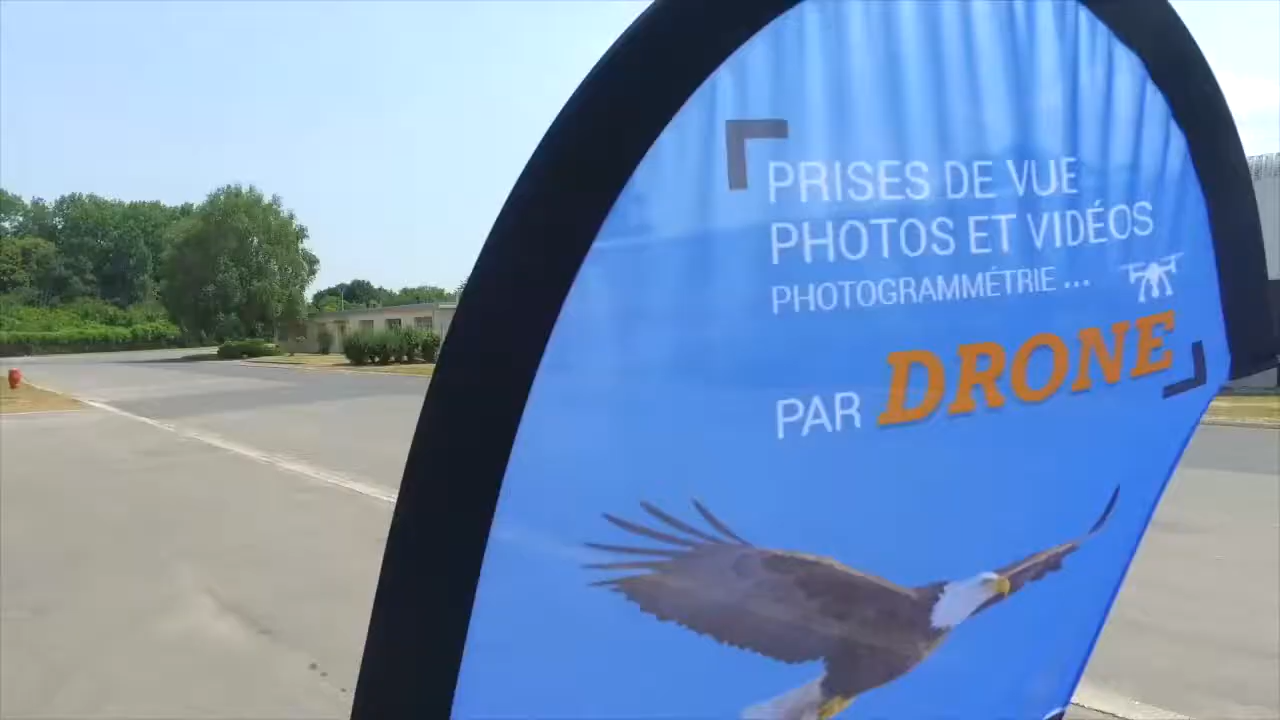 PRISES DE VUE
PHOTOS ET VIDÉOS
PHOTOGRAMMÉTRIE ...
PAR DRONE